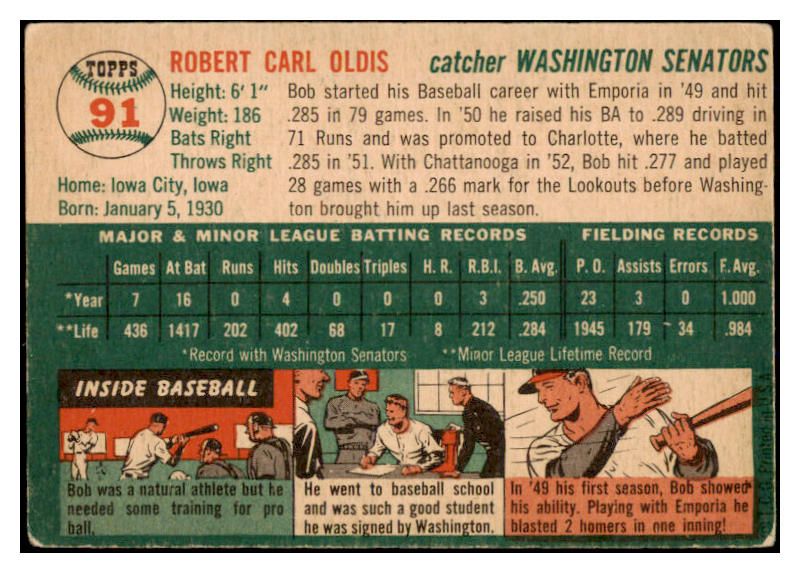 TOPPS
91
ROBERT CARL OLDIS
catcher WASHINGTON SENATORS
Height: 6' 1"
Weight: 186
Bats Right
Throws Right
Home: Iowa City, Iowa
Born: January 5, 1930
Bob started his Baseball career with Emporia in '49 and hit
.285 in 79 games. In '50 he raised his BA to .289 driving in
71 Runs and was promoted to Charlotte, where he batted
.285 in '51. With Chattanooga in '52, Bob hit .277 and played
28 games with a .266 mark for the Lookouts before Washing-
ton brought him up last season.
MAJOR & MINOR LEAGUE BATTING RECORDS FIELDING RECORDS
Games At Bat Runs Hits Doubles Triples H. R. R.B.I. B. Avg. P. O. Assists Errors F. Avg.
*Year 7 16 0 4 0 0 0 3 .250 23 3 0 1.000
**Life 436 1417 202 402 68 17 8 212 .284 1945 179 34 .984
*Record with Washington Senators **Minor League Lifetime Record
INSIDE BASEBALL
Bob was a natural athlete but he
needed some training for pro
ball.
He went to baseball school
and was such a good student
he was signed by Washington.
In '49 his first season, Bob showed
his ability. Playing with Emporia he
blasted 2 homers in one inning!
T.C.G. Printed in U.S.A.